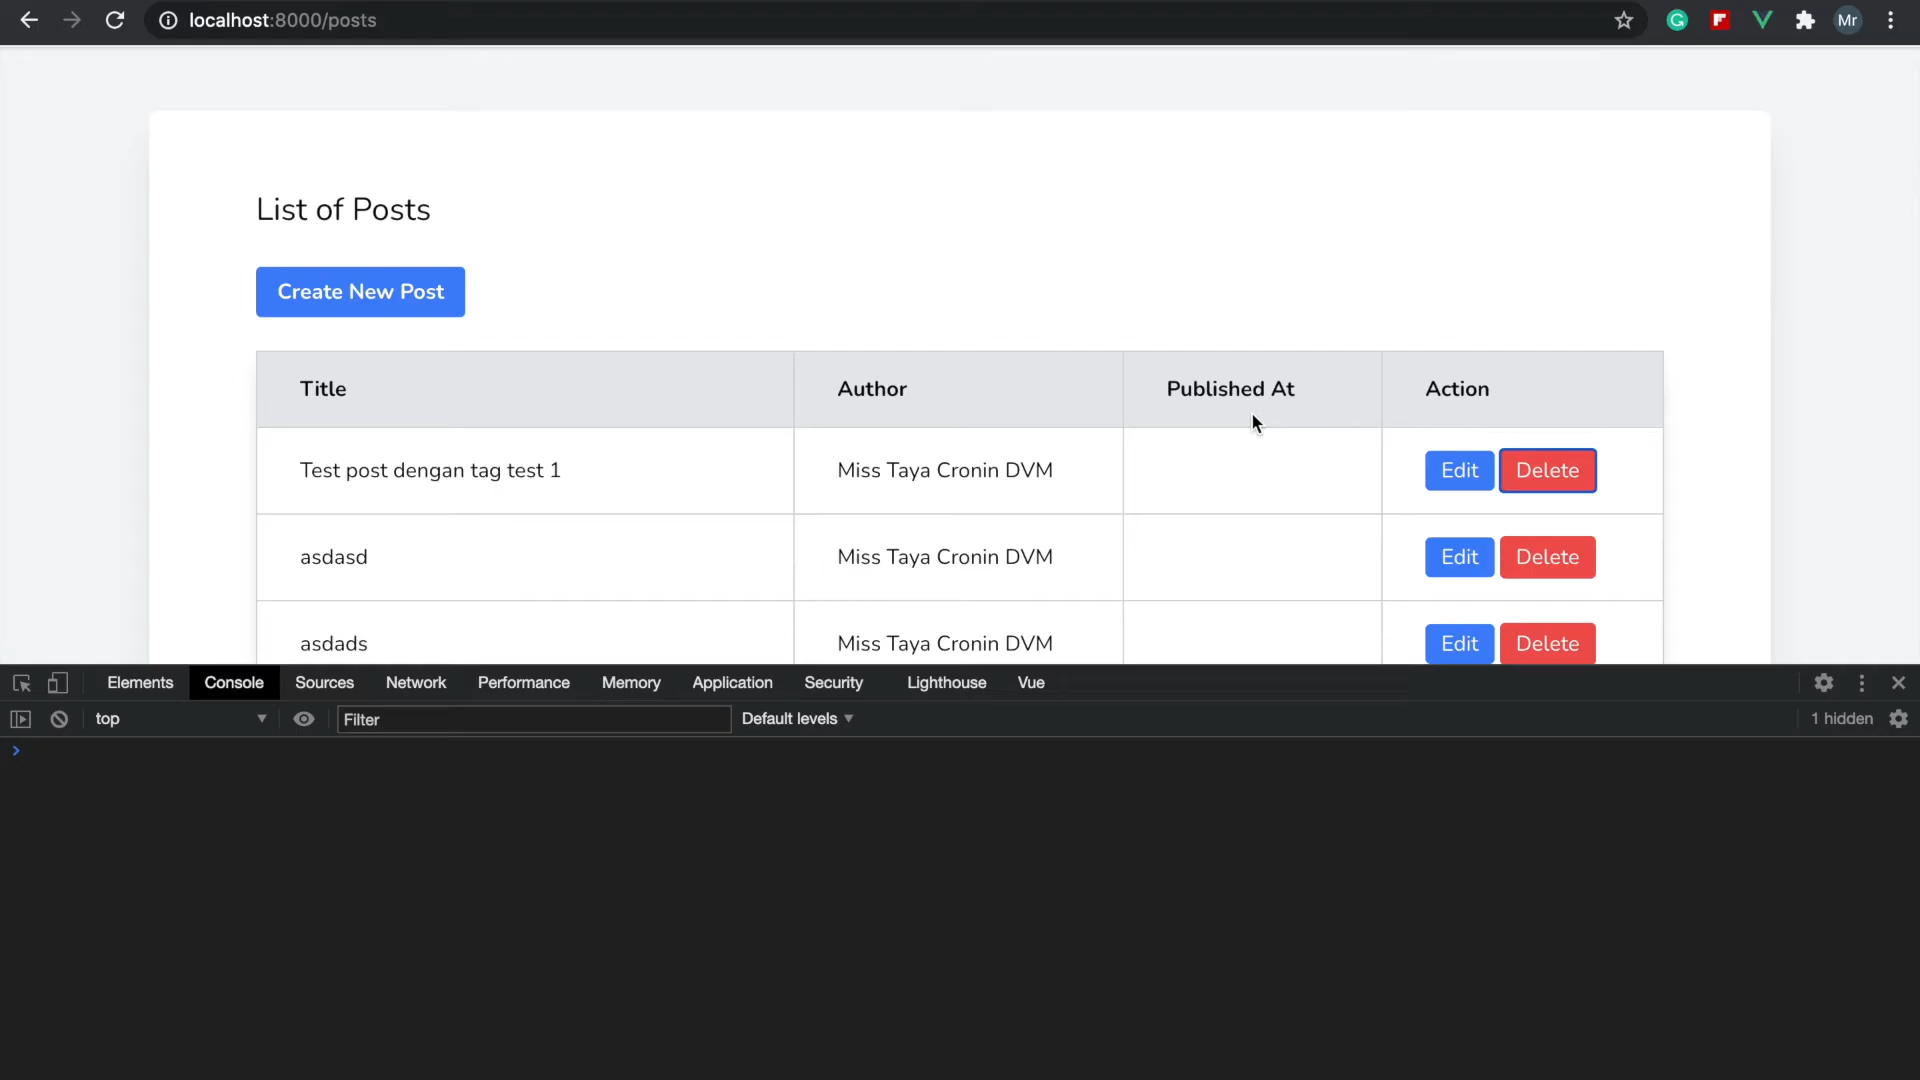 localhost:8000/posts
Mr
List of Posts
Create New Post
Title Author Published At Action
Test post dengan tag test 1 Miss Taya Cronin DVM Edit Delete
asdasd Miss Taya Cronin DVM Edit Delete
asdads Miss Taya Cronin DVM Edit Delete
Elements Console Sources Network Performance Memory Application Security Lighthouse Vue
top Filter Default levels 1 hidden